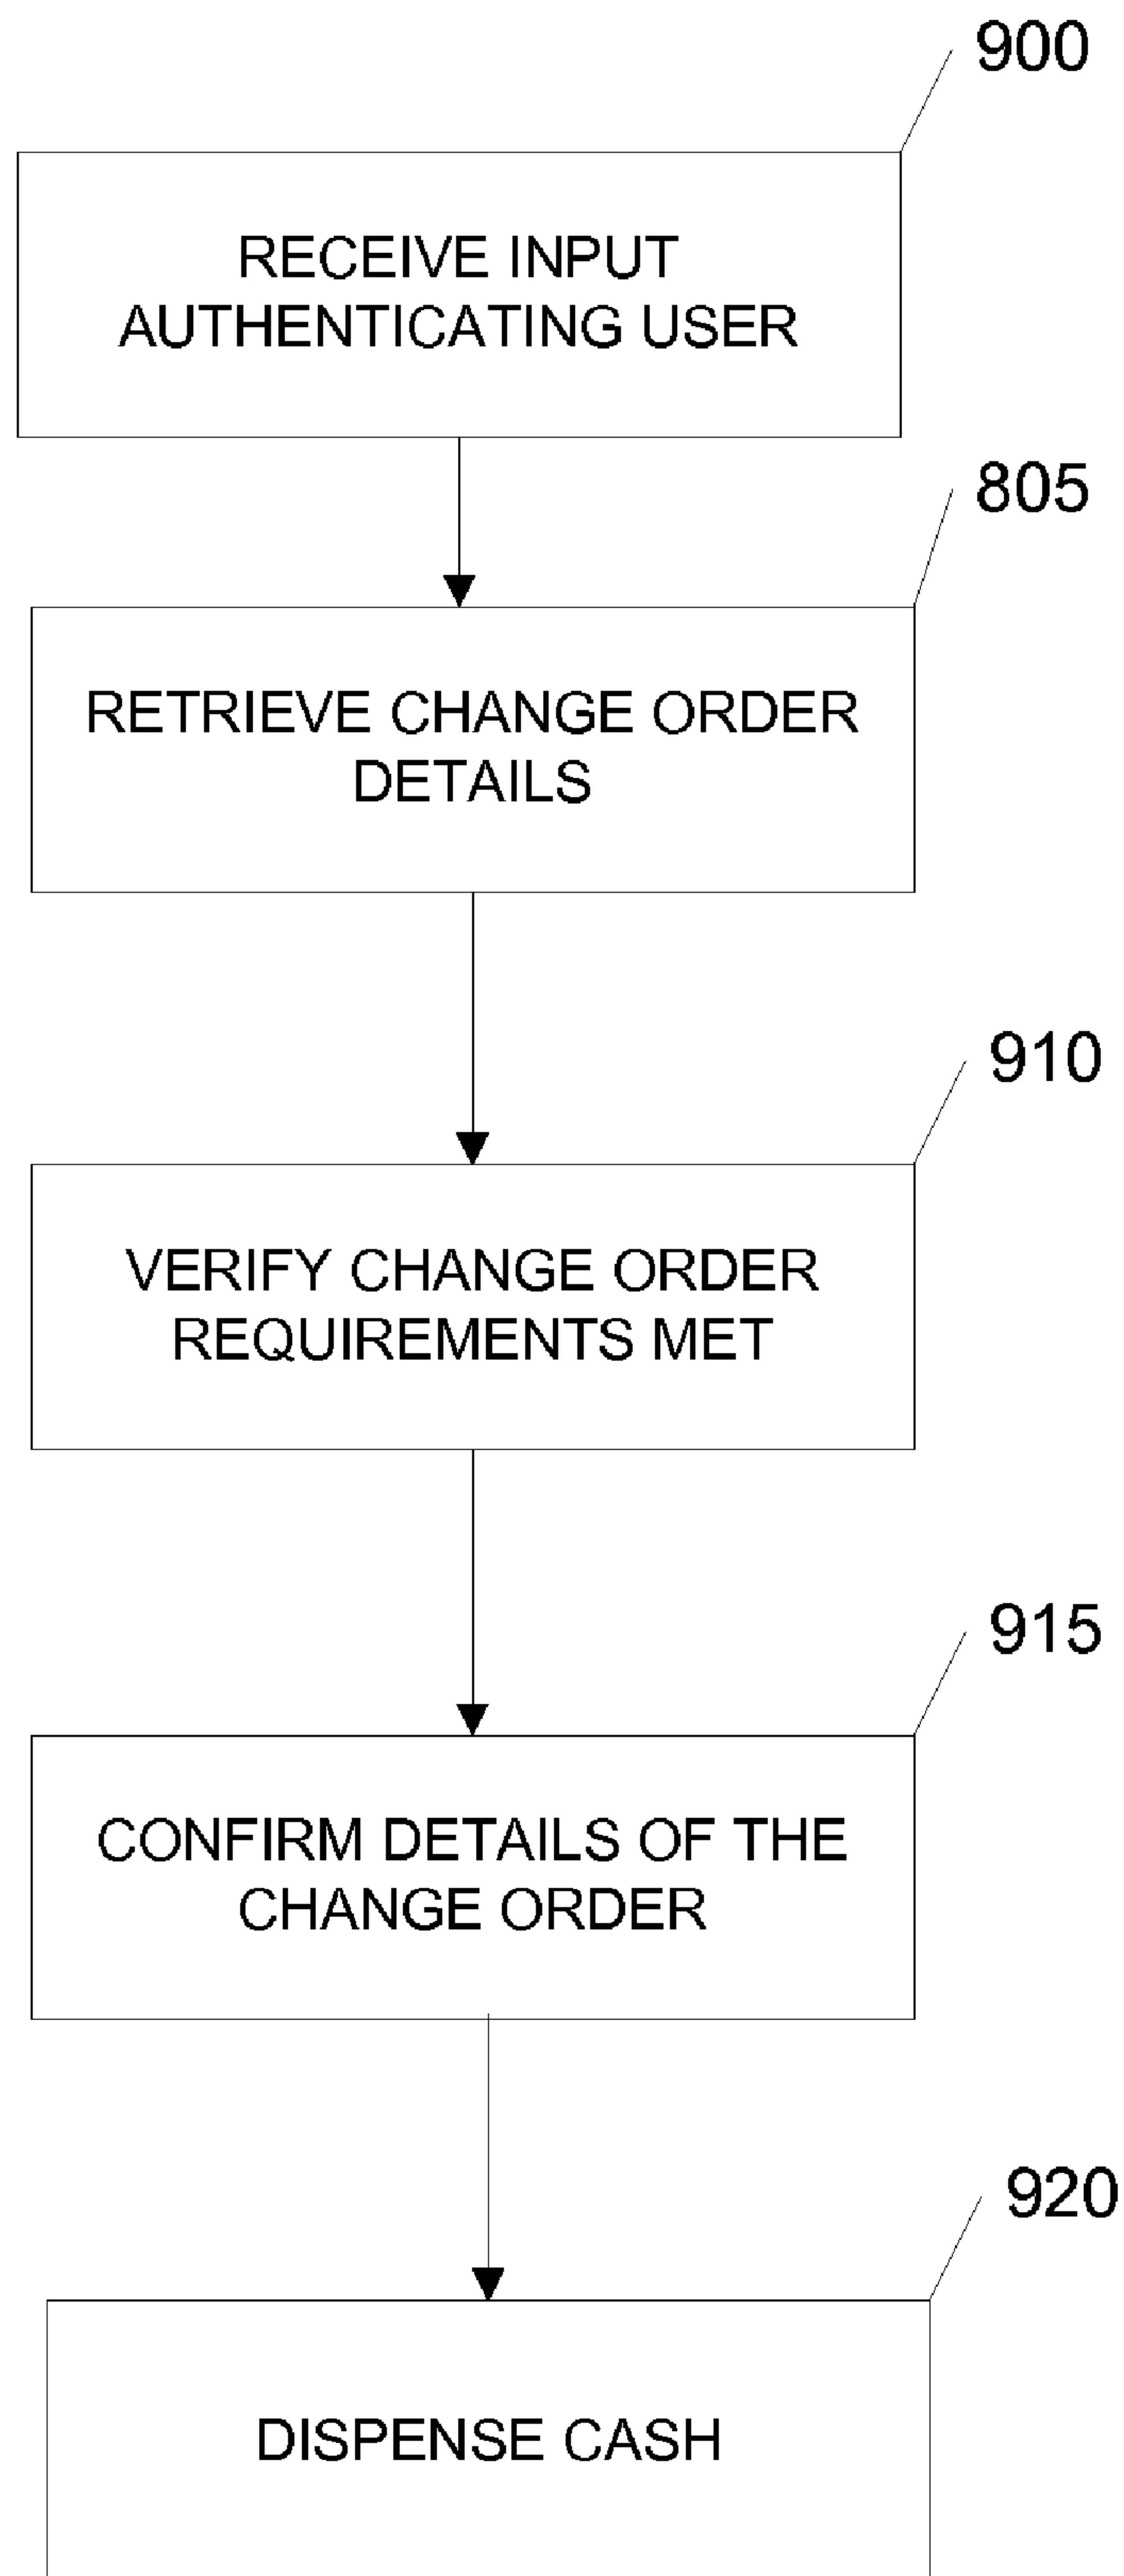 900
RECEIVE INPUT
AUTHENTICATING USER
805
RETRIEVE CHANGE ORDER
DETAILS
910
VERIFY CHANGE ORDER
REQUIREMENTS MET
915
CONFIRM DETAILS OF THE
CHANGE ORDER
920
DISPENSE CASH